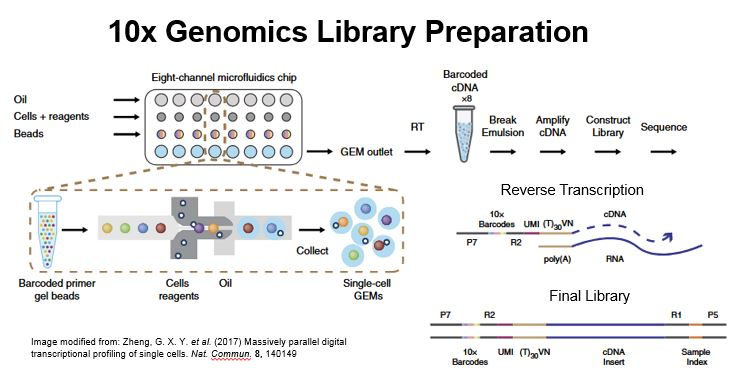 10x Genomics Library Preparation
Eight-channel microfluidics chip
Oil
Cells + reagents
Beads
GEM outlet
RT
Barcoded
cDNA
×8
Break
Emulsion
Amplify
cDNA
Construct
Library
Sequence
Barcoded primer
gel beads
Cells
reagents
Oil
Collect
Single-cell
GEMs
Reverse Transcription
10x
Barcodes
UMI
(T)30VN
cDNA
P7
R2
poly(A)
RNA
Final Library
P7
R2
R1
P5
10x
Barcodes
UMI
(T)30VN
cDNA
Insert
Sample
Index
Image modified from: Zheng, G. X. Y. et al. (2017) Massively parallel digital
transcriptional profiling of single cells. Nat. Commun. 8, 140149